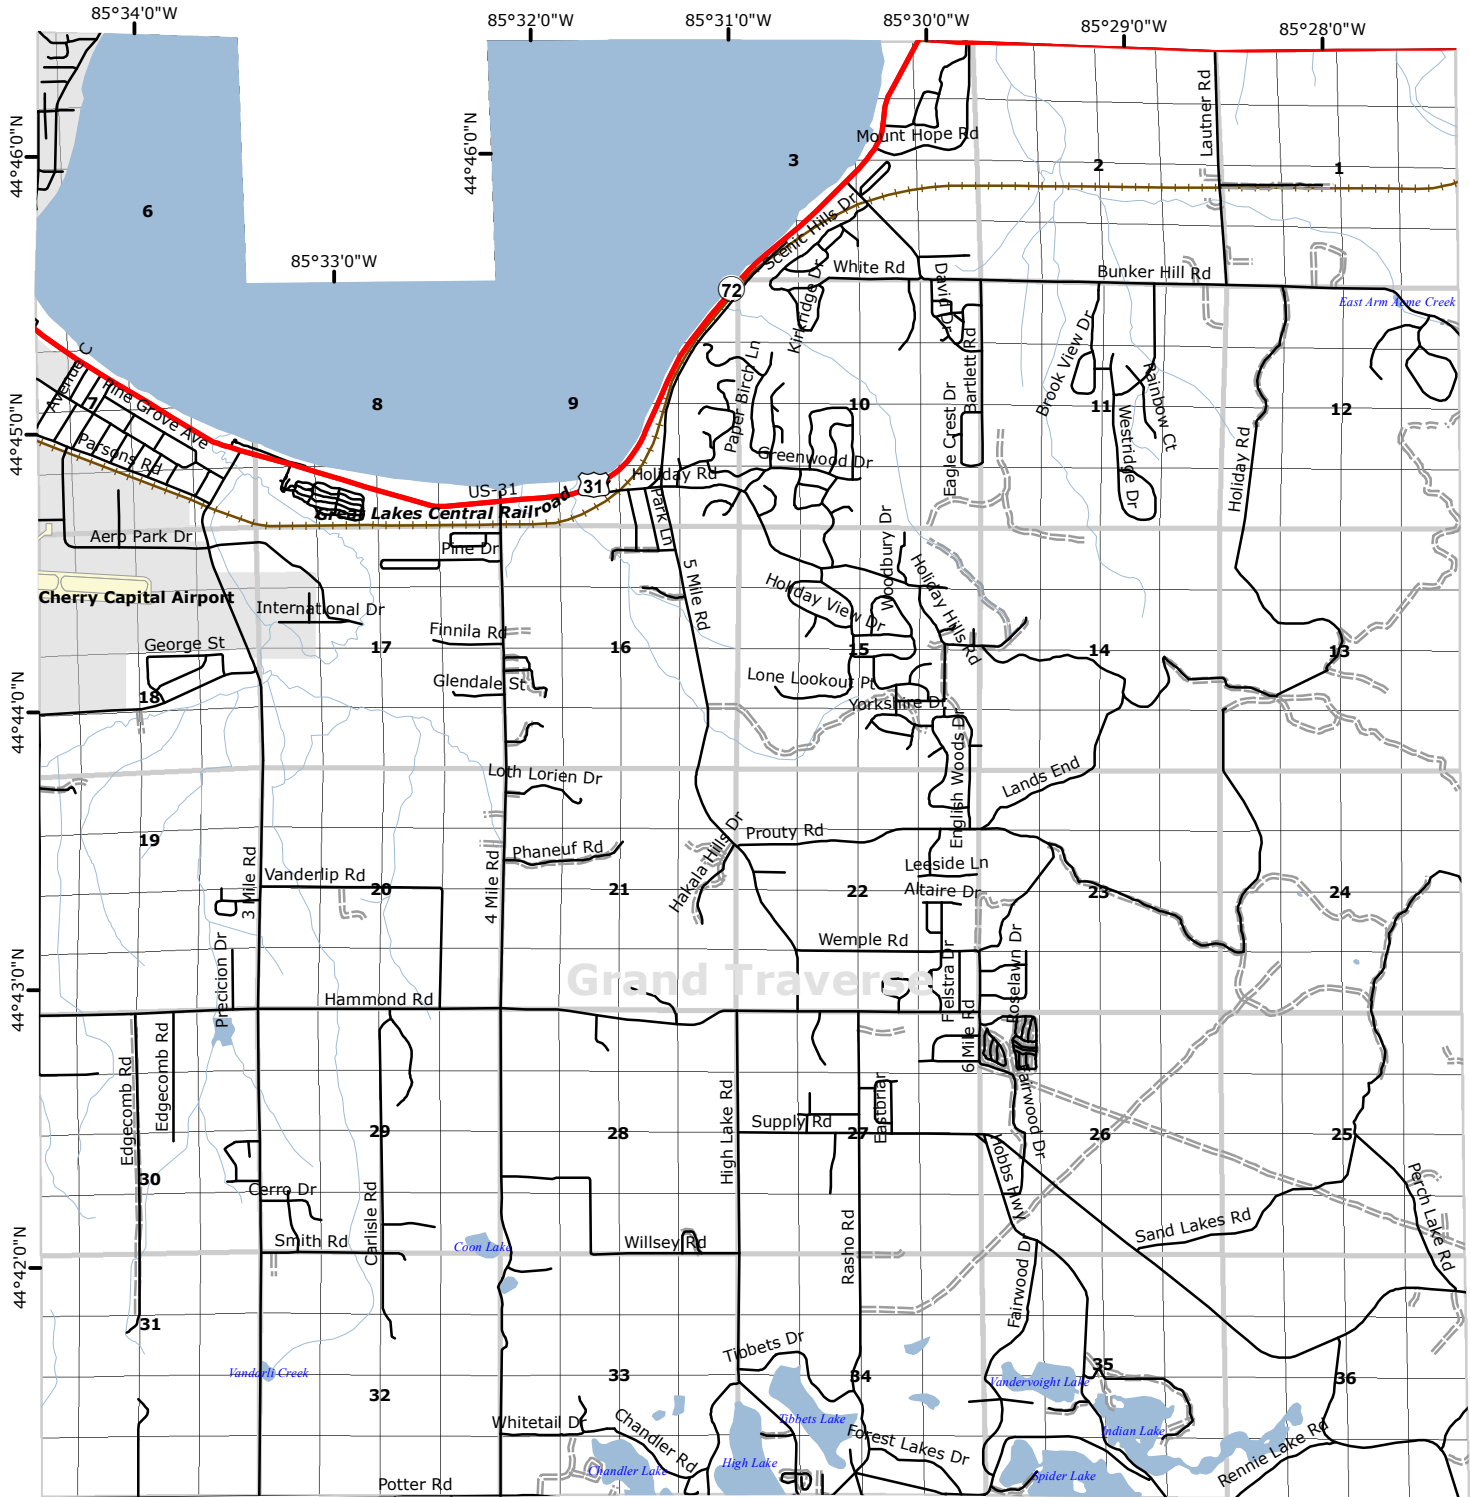 85°34'0"W
85°32'0"W
85°31'0"W
85°30'0"W
85°29'0"W
85°28'0"W
44°46'0"N
44°46'0"N
Lautner Rd
Mount Hope Rd
3
2
1
6
Scenic Hills Dr
85°33'0"W
White Rd
David Dr
Bunker Hill Rd
72
Kirkridge Dr
East Arm Acme Creek
Avenue C
Pine Grove Ave
7
Parsons Rd
44°45'0"N
8
9
10
11
12
Paper Birch Ln
Bartlett Rd
Eagle Crest Dr
Brook View Dr
Rainbow Ct
Westridge Dr
Holiday Rd
Greenwood Dr
Holiday Rd
US-31
31
Great Lakes Central Railroad
Park Ln
Aero Park Dr
Pine Dr
5 Mile Rd
Woodbury Dr
Holiday Hills Rd
Holiday View Dr
Cherry Capital Airport
International Dr
Finnila Rd
George St
17
16
15
14
13
18
Glendale St
Lone Lookout Pt
Yorkshire Dr
44°44'0"N
English Woods Dr
Loth Lorien Dr
Lands End
19
Prouty Rd
Hakala Hills Dr
Phaneuf Rd
Leeside Ln
Altaire Dr
3 Mile Rd
Vanderlip Rd
20
4 Mile Rd
21
22
23
24
Wemple Rd
Grand Traverse
Precicion Dr
Hammond Rd
Fielstra Dr
Roselawn Dr
6 Mile Rd
44°43'0"N
Edgecomb Rd
Edgecomb Rd
High Lake Rd
Supply Rd
Eastbriar
Fairwood Dr
29
28
27
26
25
30
Cerro Dr
Hobbs Hwy
Perch Lake Rd
Carlisle Rd
Smith Rd
Coon Lake
Willsey Rd
Rasho Rd
Sand Lakes Rd
Fairwood Dr
44°42'0"N
31
Tibbets Dr
Vandarli Creek
32
33
34
35
36
Vandervoight Lake
Whitetail Dr
Chandler Rd
Tibbets Lake
Forest Lakes Dr
Indian Lake
Rennie Lake Rd
Chandler Lake
High Lake
Spider Lake
Potter Rd